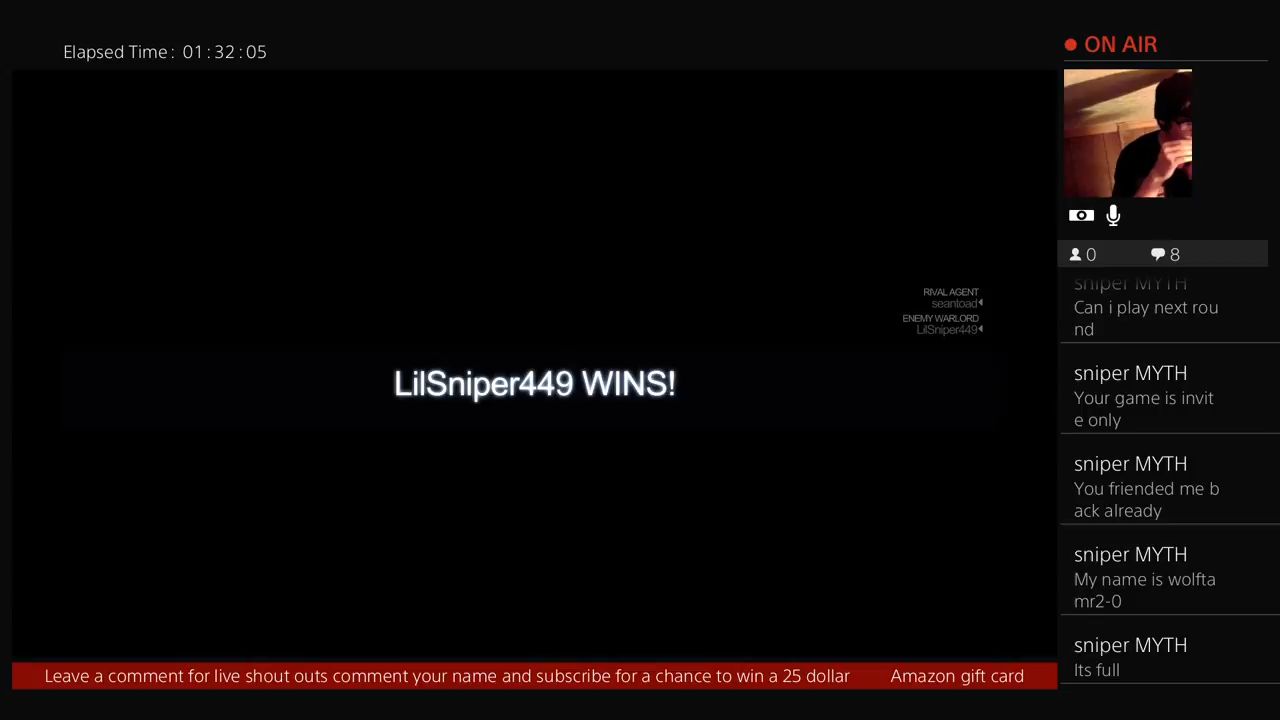 Elapsed Time: 01:32:05
ON AIR
0 8
sniper MYTH
Can i play next rou
nd
sniper MYTH
Your game is invit
e only
sniper MYTH
You friended me b
ack already
sniper MYTH
My name is wolfta
mr2-0
sniper MYTH
Its full
RIVAL AGENT
seantoad
ENEMY WARLORD
LilSniper449
LilSniper449 WINS!
Leave a comment for live shout outs comment your name and subscribe for a chance to win a 25 dollar Amazon gift card